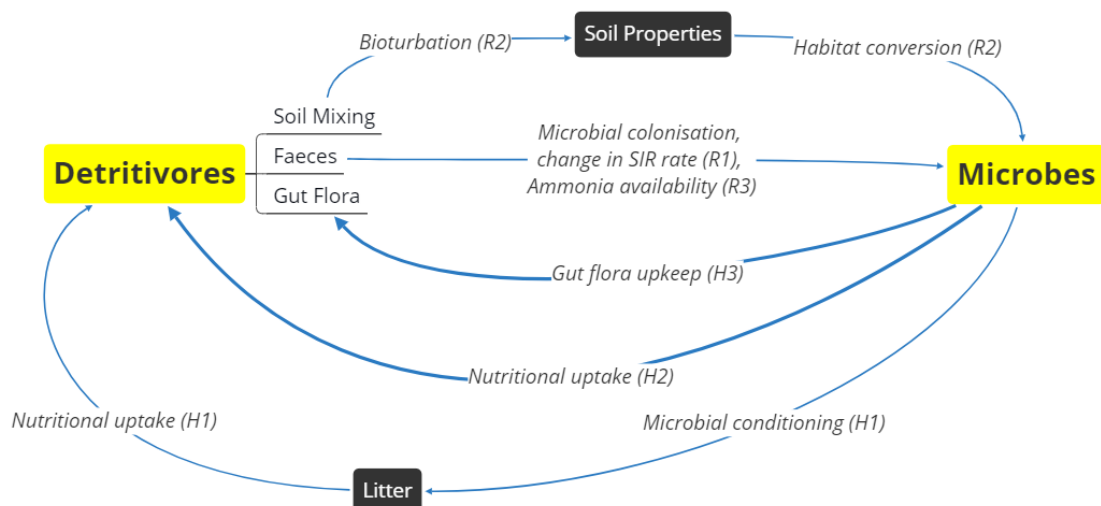 Soil Properties
Bioturbation (R2)
Habitat conversion (R2)
Soil Mixing
Faeces
Gut Flora
Detritivores
Microbial colonisation,
change in SIR rate (R1),
Ammonia availability (R3)
Microbes
Gut flora upkeep (H3)
Nutritional uptake (H2)
Nutritional uptake (H1)
Microbial conditioning (H1)
Litter